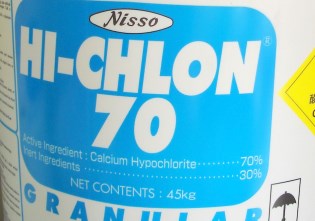 Nisso
HI-CHLON®
70
Active Ingredient : Calcium Hypochlorite ············ 70%
Inert Ingredients ························ 30%
NET CONTENTS : 45kg
GRANULAR